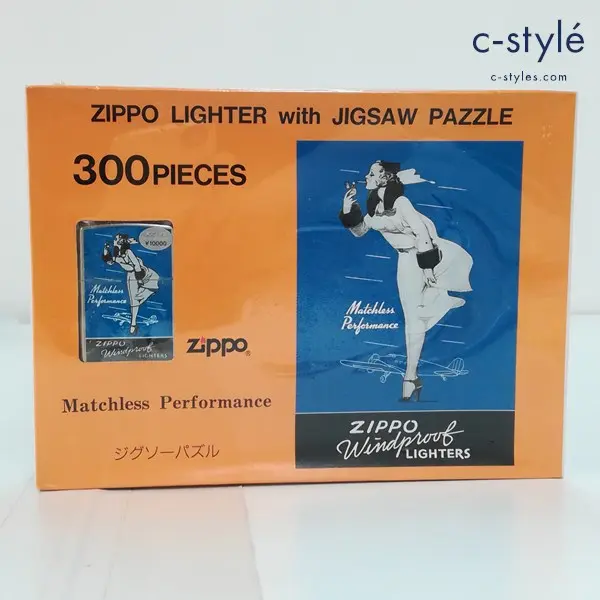 c-stylé
c-styles.com
ZIPPO LIGHTER with JIGSAW PAZZLE
300PIECES
¥10000
Matchless
Performance
ZIPPO
Windproof
LIGHTERS
Zippo®
Matchless Performance
ジグソーパズル
Matchless
Performance
ZIPPO
Windproof
LIGHTERS